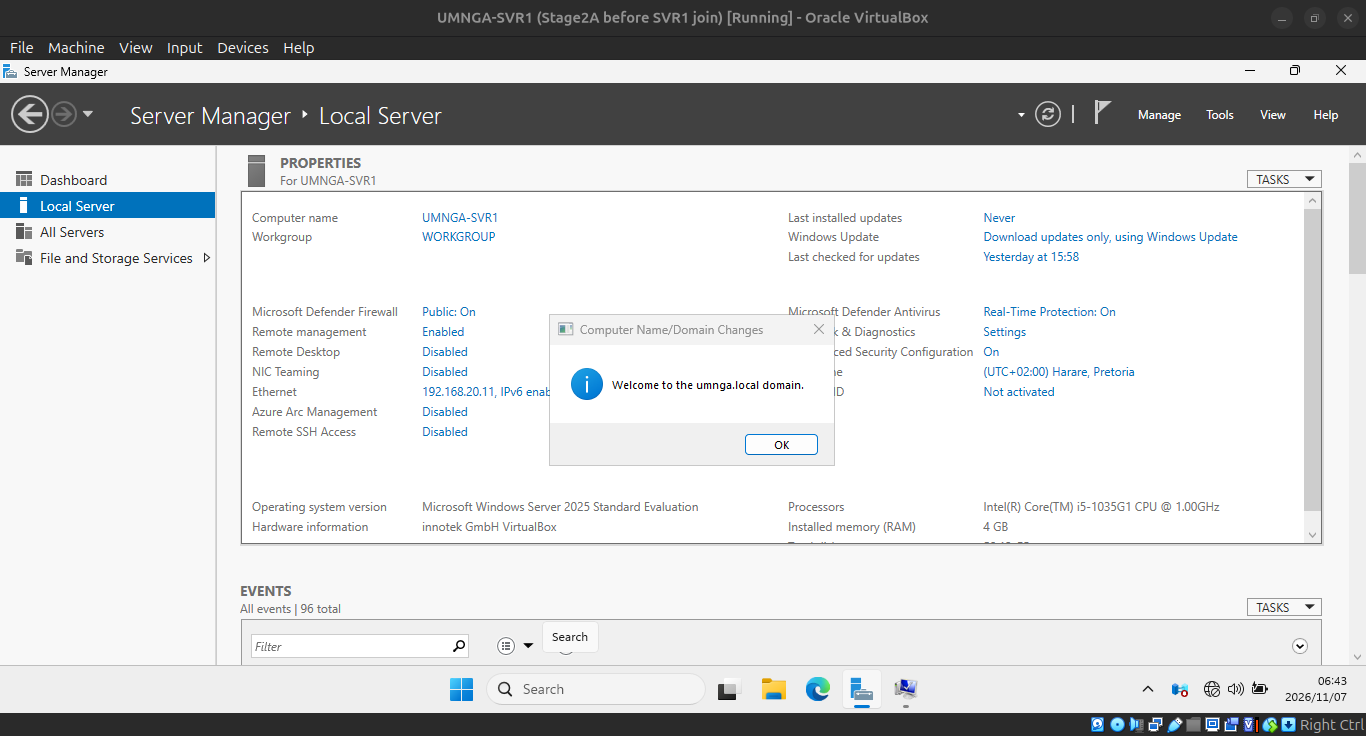 UMNGA-SVR1 (Stage2A before SVR1 join) [Running] - Oracle VirtualBox
File Machine View Input Devices Help
Server Manager
Server Manager Local Server
Manage Tools View Help
Dashboard
Local Server
All Servers
File and Storage Services
PROPERTIES
For UMNGA-SVR1
TASKS
Computer name UMNGA-SVR1 Last installed updates Never
Workgroup WORKGROUP Windows Update Download updates only, using Windows Update
Last checked for updates Yesterday at 15:58
Microsoft Defender Firewall Public: On Microsoft Defender Antivirus Real-Time Protection: On
Remote management Enabled & Diagnostics Settings
Remote Desktop Disabled Security Configuration On
NIC Teaming Disabled (UTC+02:00) Harare, Pretoria
Ethernet 192.168.20.11, IPv6 Not activated
Azure Arc Management Disabled
Remote SSH Access Disabled
Computer Name/Domain Changes
Welcome to the umnga.local domain.
OK
Operating system version Microsoft Windows Server 2025 Standard Evaluation Processors Intel(R) Core(TM) i5-1035G1 CPU @ 1.00GHz
Hardware information innotek GmbH VirtualBox Installed memory (RAM) 4 GB
EVENTS
All events | 96 total
TASKS
Filter
Search
Search
06:43
2026/11/07
Right Ctrl